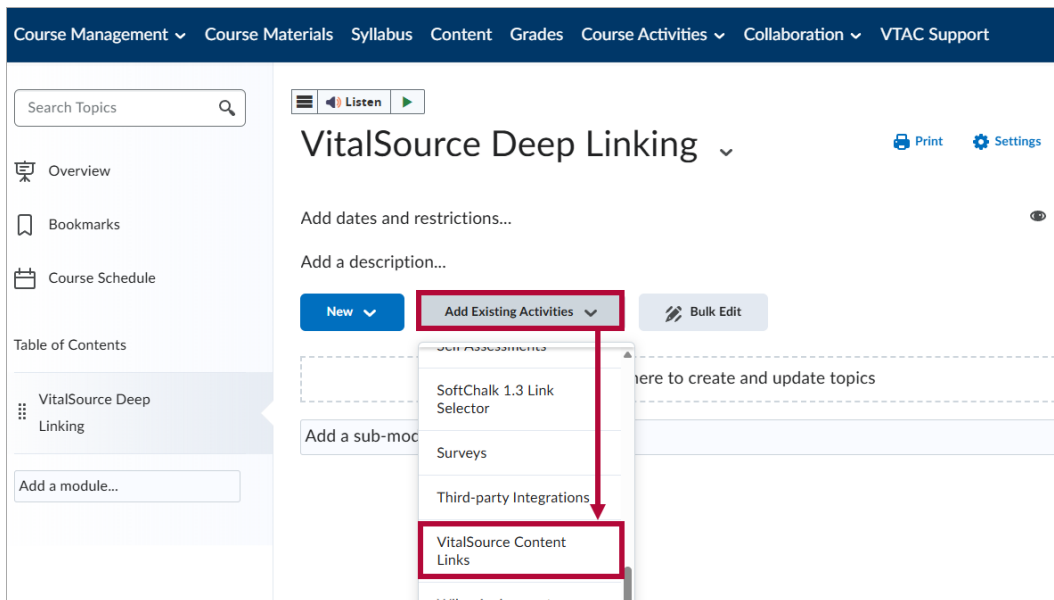 Course Management Course Materials Syllabus Content Grades Course Activities Collaboration VTAC Support
Search Topics
Overview
Bookmarks
Course Schedule
Table of Contents
VitalSource Deep
Linking
Add a module...
Listen
VitalSource Deep Linking
Print
Settings
Add dates and restrictions...
Add a description...
New
Add Existing Activities
Bulk Edit
Self Assessments
SoftChalk 1.3 Link
Selector
Surveys
Third-party Integrations
VitalSource Content
Links
here to create and update topics
Add a sub-mod